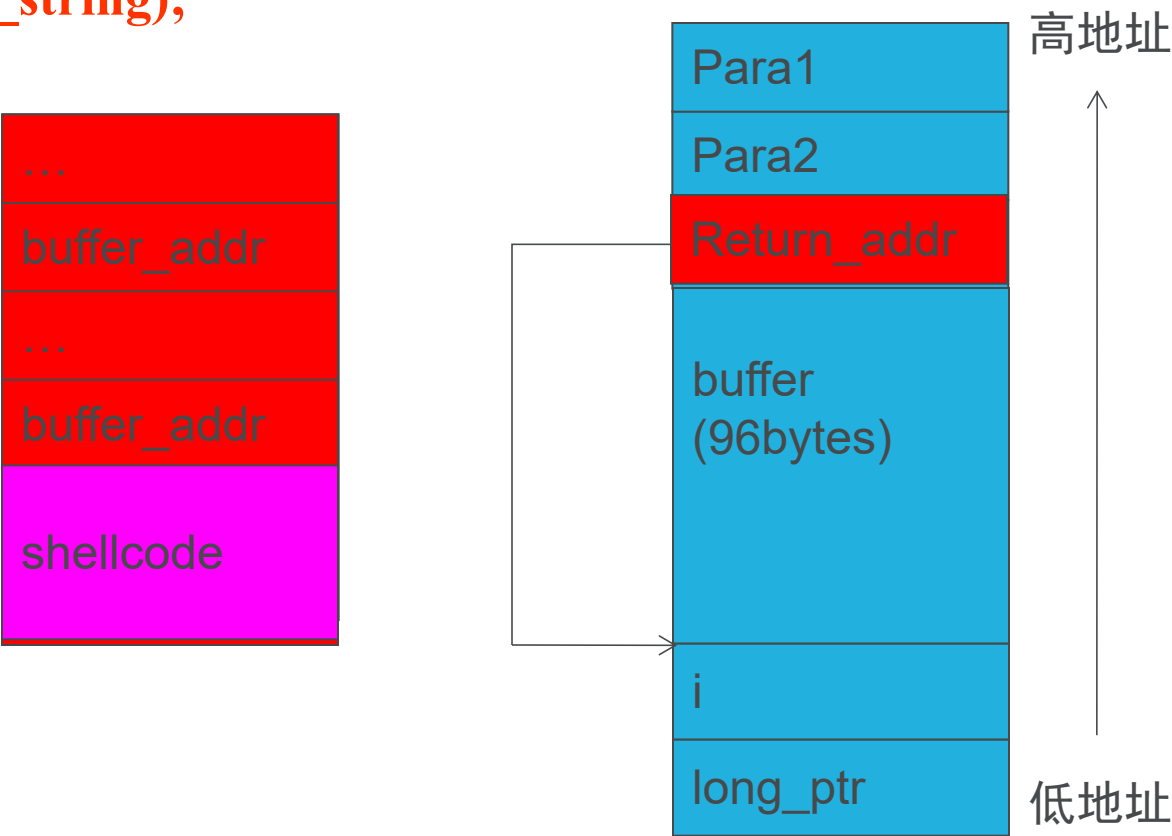 _string);
…
buffer_addr
…
buffer_addr
shellcode
高地址
Para1
Para2
Return_addr
buffer
(96bytes)
i
long_ptr
低地址